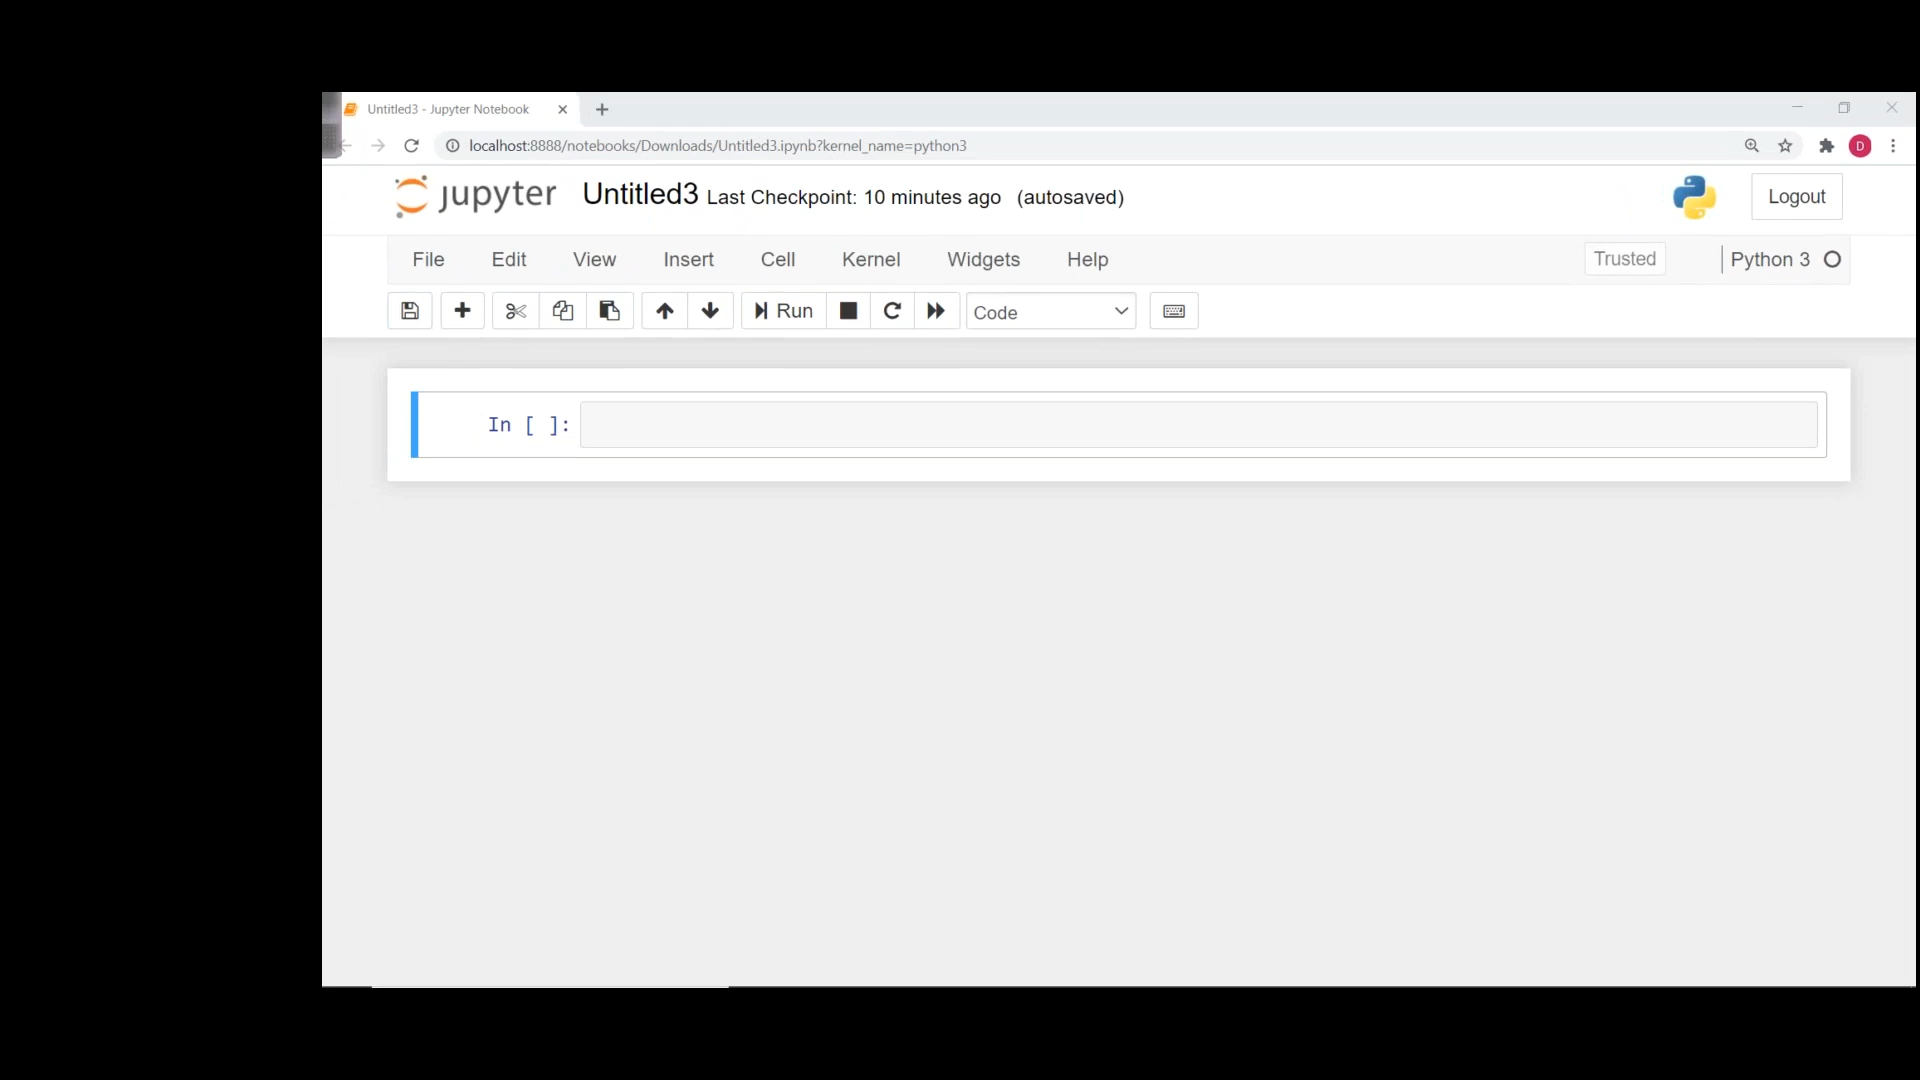 Untitled3 - Jupyter Notebook
localhost:8888/notebooks/Downloads/Untitled3.ipynb?kernel_name=python3
D
jupyter Untitled3 Last Checkpoint: 10 minutes ago (autosaved)
Logout
File Edit View Insert Cell Kernel Widgets Help Trusted Python 3
Run Code
In [ ]: